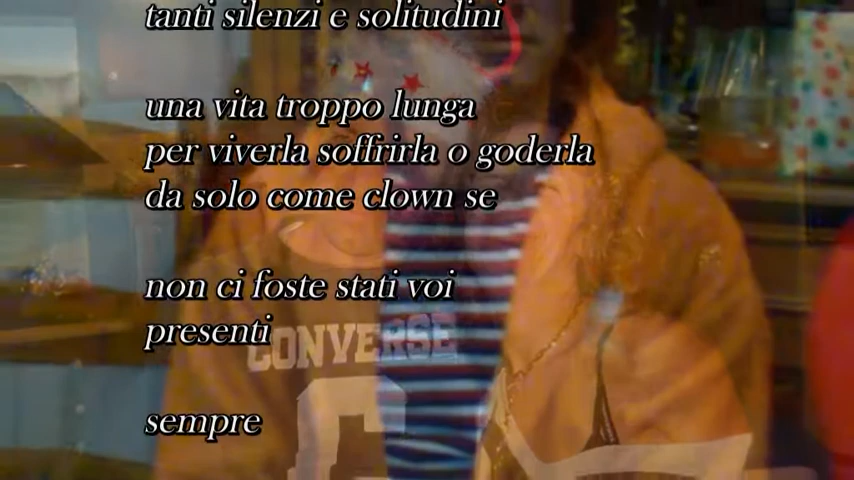 tanti silenzi e solitudini
una vita troppo lunga
per viverla soffrirla o goderla
da solo come clown se
non ci foste stati voi
presenti
CONVERSE
sempre